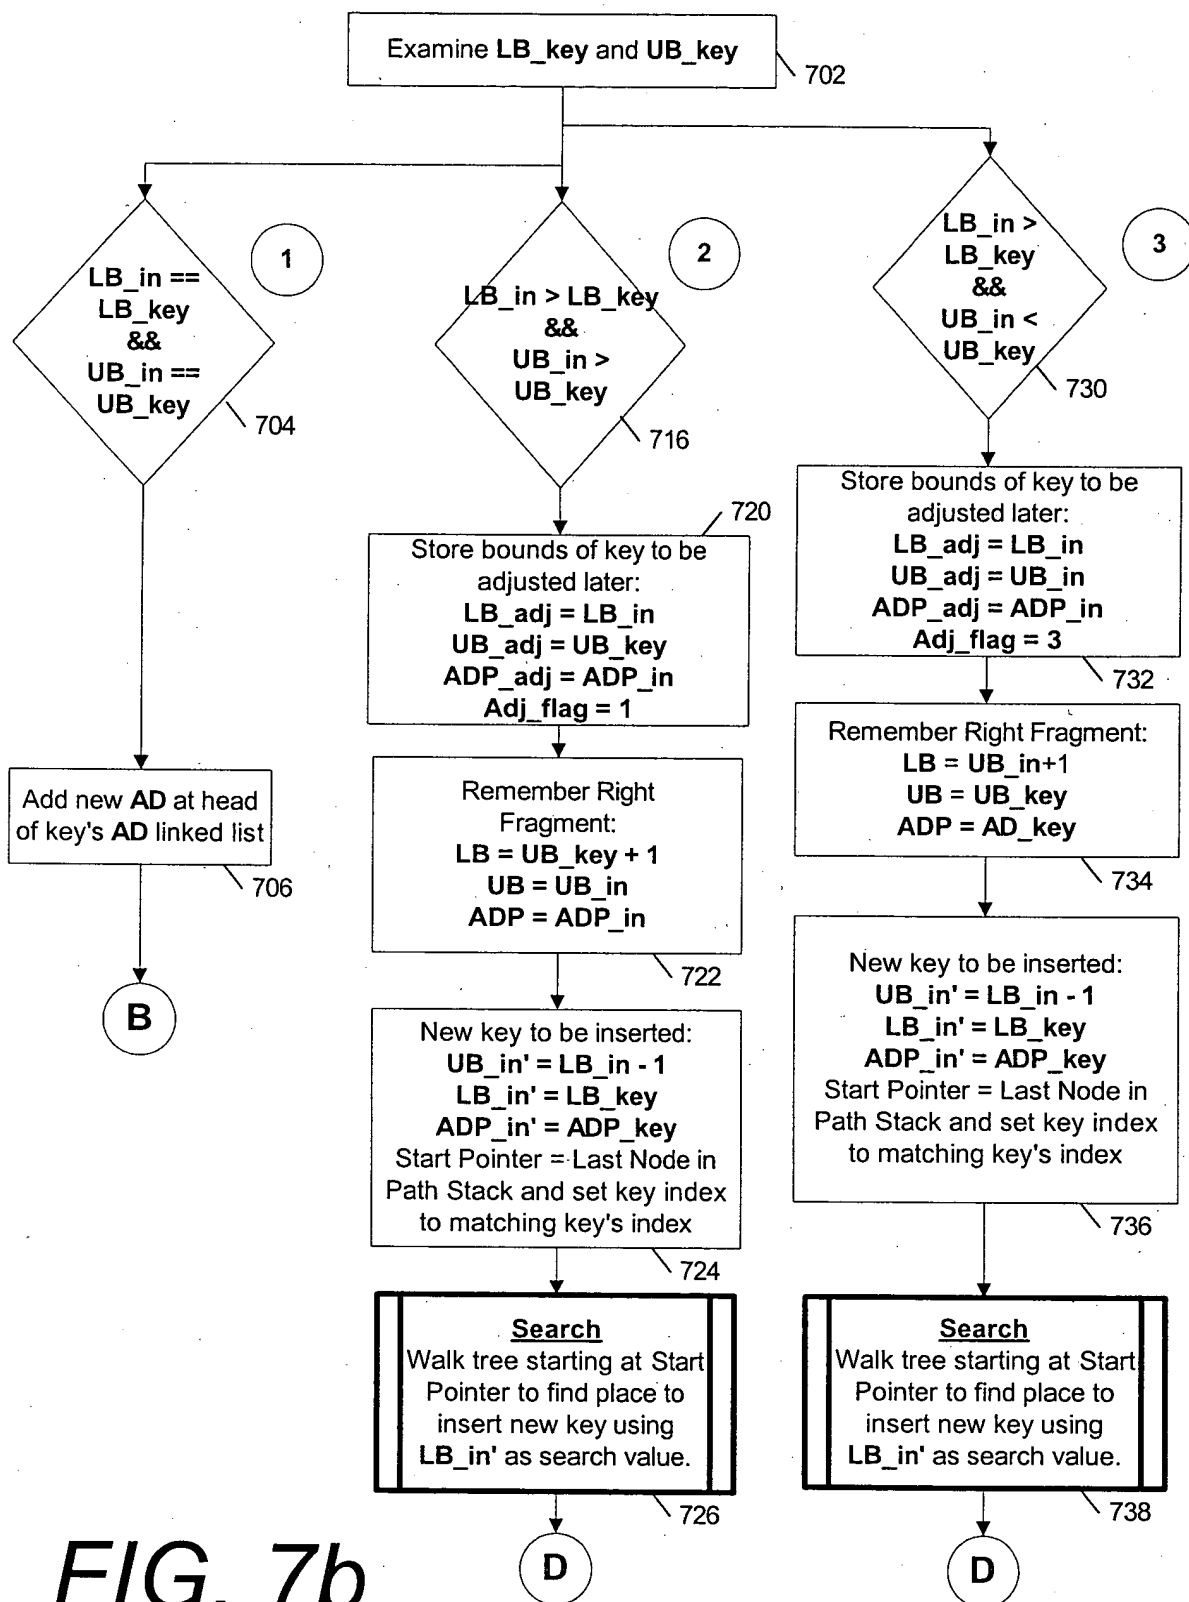 Examine LB_key and UB_key
702
1
LB_in ==
LB_key
&&
UB_in ==
UB_key
704
Add new AD at head
of key's AD linked list
706
B
2
LB_in > LB_key
&&
UB_in >
UB_key
716
720
Store bounds of key to be
adjusted later:
LB_adj = LB_in
UB_adj = UB_key
ADP_adj = ADP_in
Adj_flag = 1
Remember Right
Fragment:
LB = UB_key + 1
UB = UB_in
ADP = ADP_in
722
New key to be inserted:
UB_in' = LB_in - 1
LB_in' = LB_key
ADP_in' = ADP_key
Start Pointer = Last Node in
Path Stack and set key index
to matching key's index
724
Search
Walk tree starting at Start
Pointer to find place to
insert new key using
LB_in' as search value.
726
D
3
LB_in >
LB_key
&&
UB_in <
UB_key
730
Store bounds of key to be
adjusted later:
LB_adj = LB_in
UB_adj = UB_in
ADP_adj = ADP_in
Adj_flag = 3
732
Remember Right Fragment:
LB = UB_in+1
UB = UB_key
ADP = AD_key
734
New key to be inserted:
UB_in' = LB_in - 1
LB_in' = LB_key
ADP_in' = ADP_key
Start Pointer = Last Node in
Path Stack and set key index
to matching key's index
736
Search
Walk tree starting at Start
Pointer to find place to
insert new key using
LB_in' as search value.
738
D
FIG. 7b